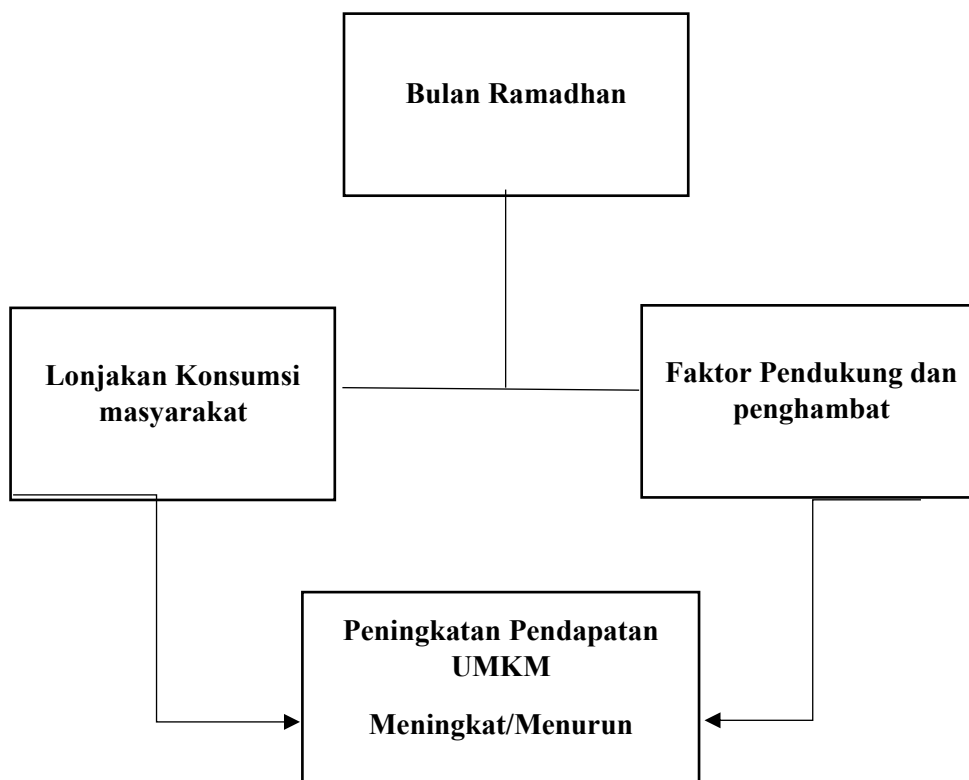 Bulan Ramadhan
Lonjakan Konsumsi
masyarakat
Faktor Pendukung dan
penghambat
Peningkatan Pendapatan
UMKM
Meningkat/Menurun